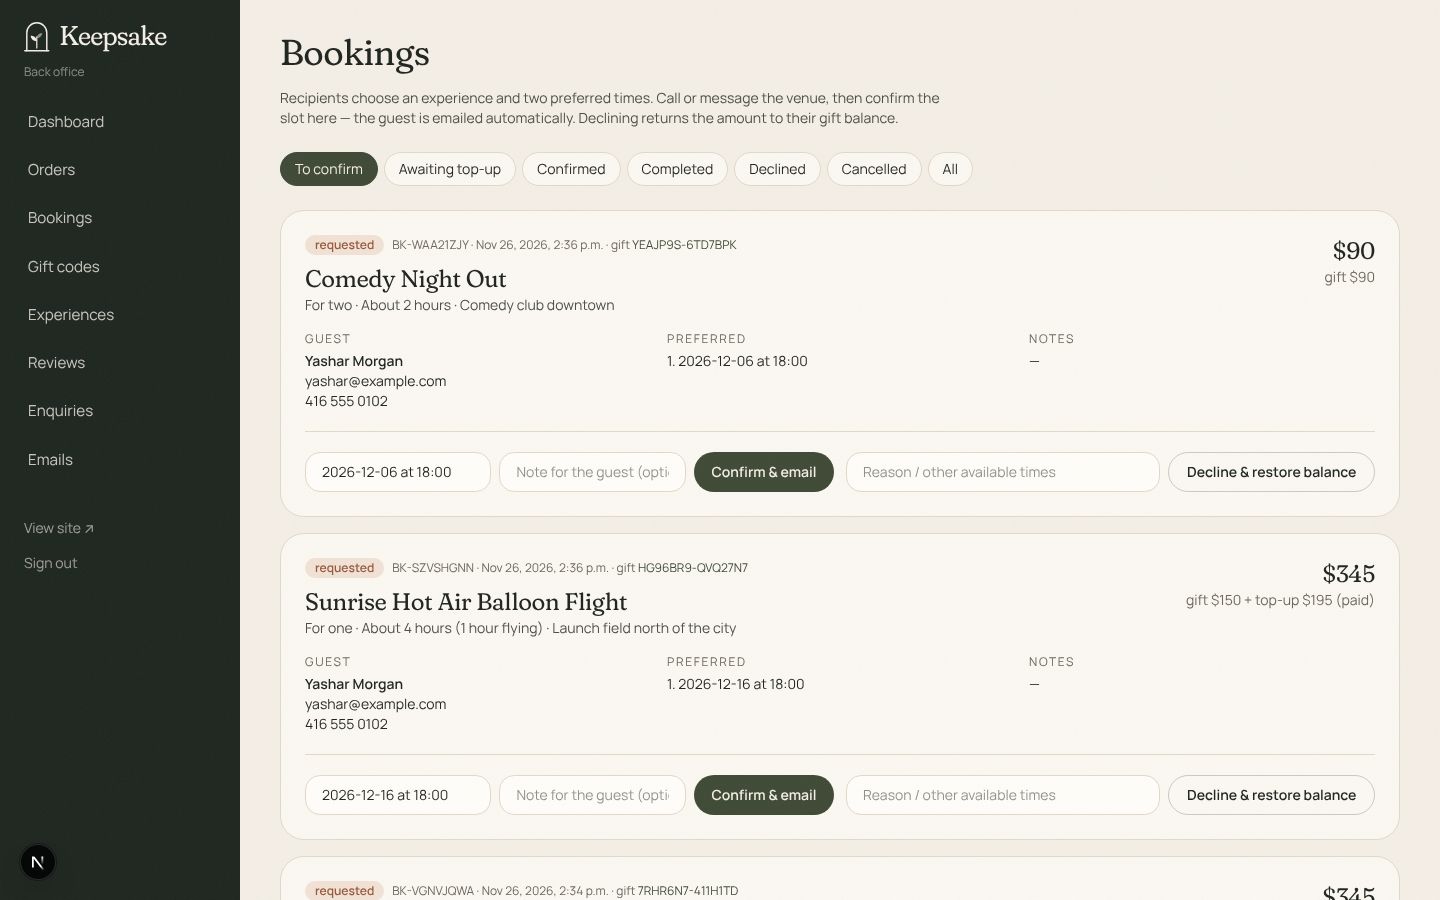 Keepsake
Back office
Dashboard
Orders
Bookings
Gift codes
Experiences
Reviews
Enquiries
Emails
View site ↗
Sign out
N
Bookings
Recipients choose an experience and two preferred times. Call or message the venue, then confirm the
slot here — the guest is emailed automatically. Declining returns the amount to their gift balance.
To confirm Awaiting top-up Confirmed Completed Declined Cancelled All
requested BK-WAA21ZJY · Nov 26, 2026, 2:36 p.m. · gift YEAJP9S-6TD7BPK $90
Comedy Night Out gift $90
For two · About 2 hours · Comedy club downtown
GUEST PREFERRED NOTES
Yashar Morgan 1. 2026-12-06 at 18:00 —
yashar@example.com
416 555 0102
2026-12-06 at 18:00 Note for the guest (opti Confirm & email Reason / other available times Decline & restore balance
requested BK-SZVSHGNN · Nov 26, 2026, 2:36 p.m. · gift HG96BR9-QVQ27N7 $345
Sunrise Hot Air Balloon Flight gift $150 + top-up $195 (paid)
For one · About 4 hours (1 hour flying) · Launch field north of the city
GUEST PREFERRED NOTES
Yashar Morgan 1. 2026-12-16 at 18:00 —
yashar@example.com
416 555 0102
2026-12-16 at 18:00 Note for the guest (opti Confirm & email Reason / other available times Decline & restore balance
requested BK-VGNVJQWA · Nov 26, 2026, 2:34 p.m. · gift 7RHR6N7-411H1TD $345